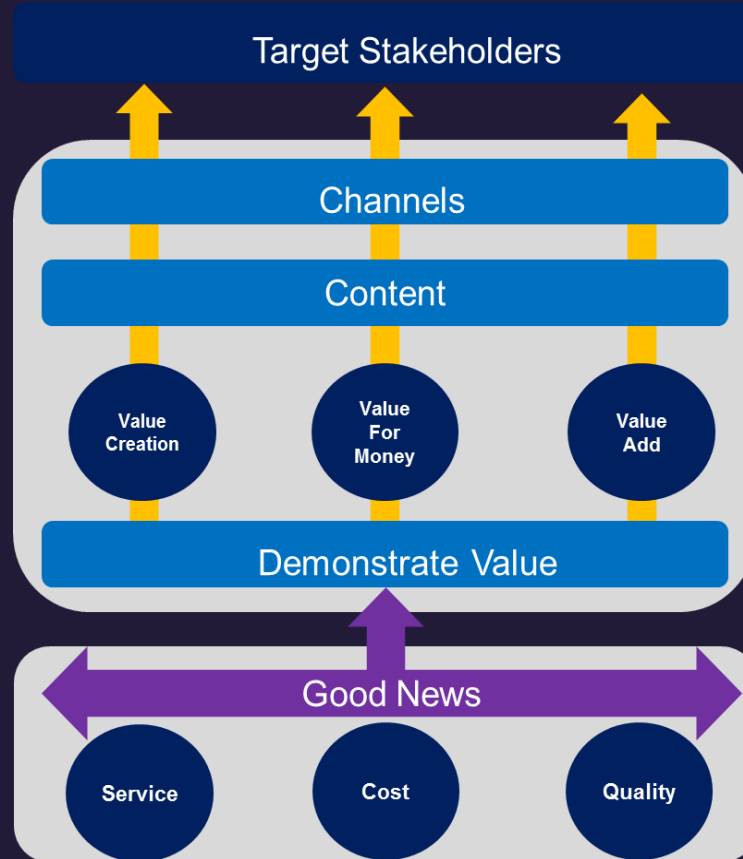 Target Stakeholders
Channels
Content
Value
Creation
Value
For
Money
Value
Add
Demonstrate Value
Good News
Service
Cost
Quality